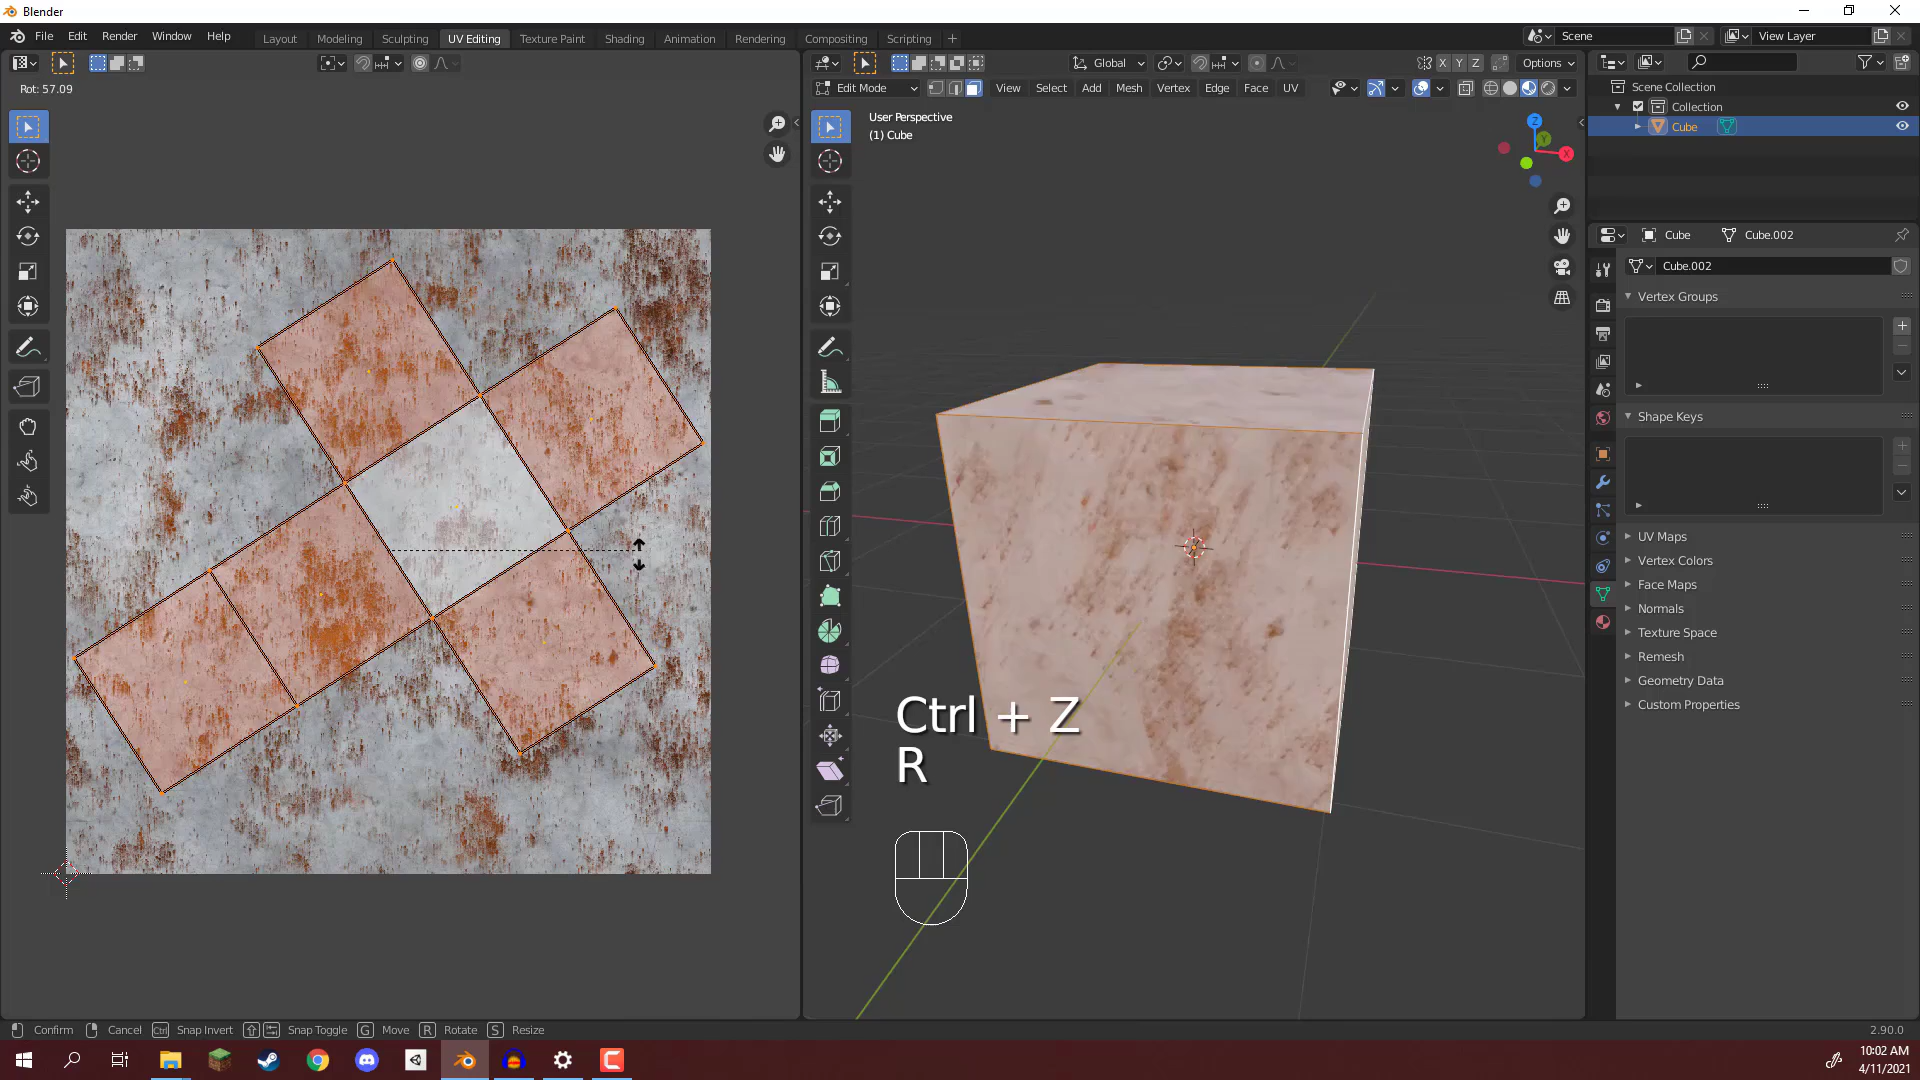 Blender
File Edit Render Window Help
Layout Modeling Sculpting UV Editing Texture Paint Shading Animation Rendering Compositing Scripting
Scene
View Layer
Global
X Y Z
Options
Rot: 57.09
Edit Mode
View Select Add Mesh Vertex Edge Face UV
User Perspective
(1) Cube
Z
Y
X
Scene Collection
Collection
Cube
Cube
Cube.002
Cube.002
Vertex Groups
Shape Keys
UV Maps
Vertex Colors
Face Maps
Normals
Texture Space
Remesh
Geometry Data
Custom Properties
Ctrl + Z
R
Confirm Cancel Ctrl Snap Invert Snap Toggle G Move R Rotate S Resize
2.90.0
10:02 AM
4/11/2021